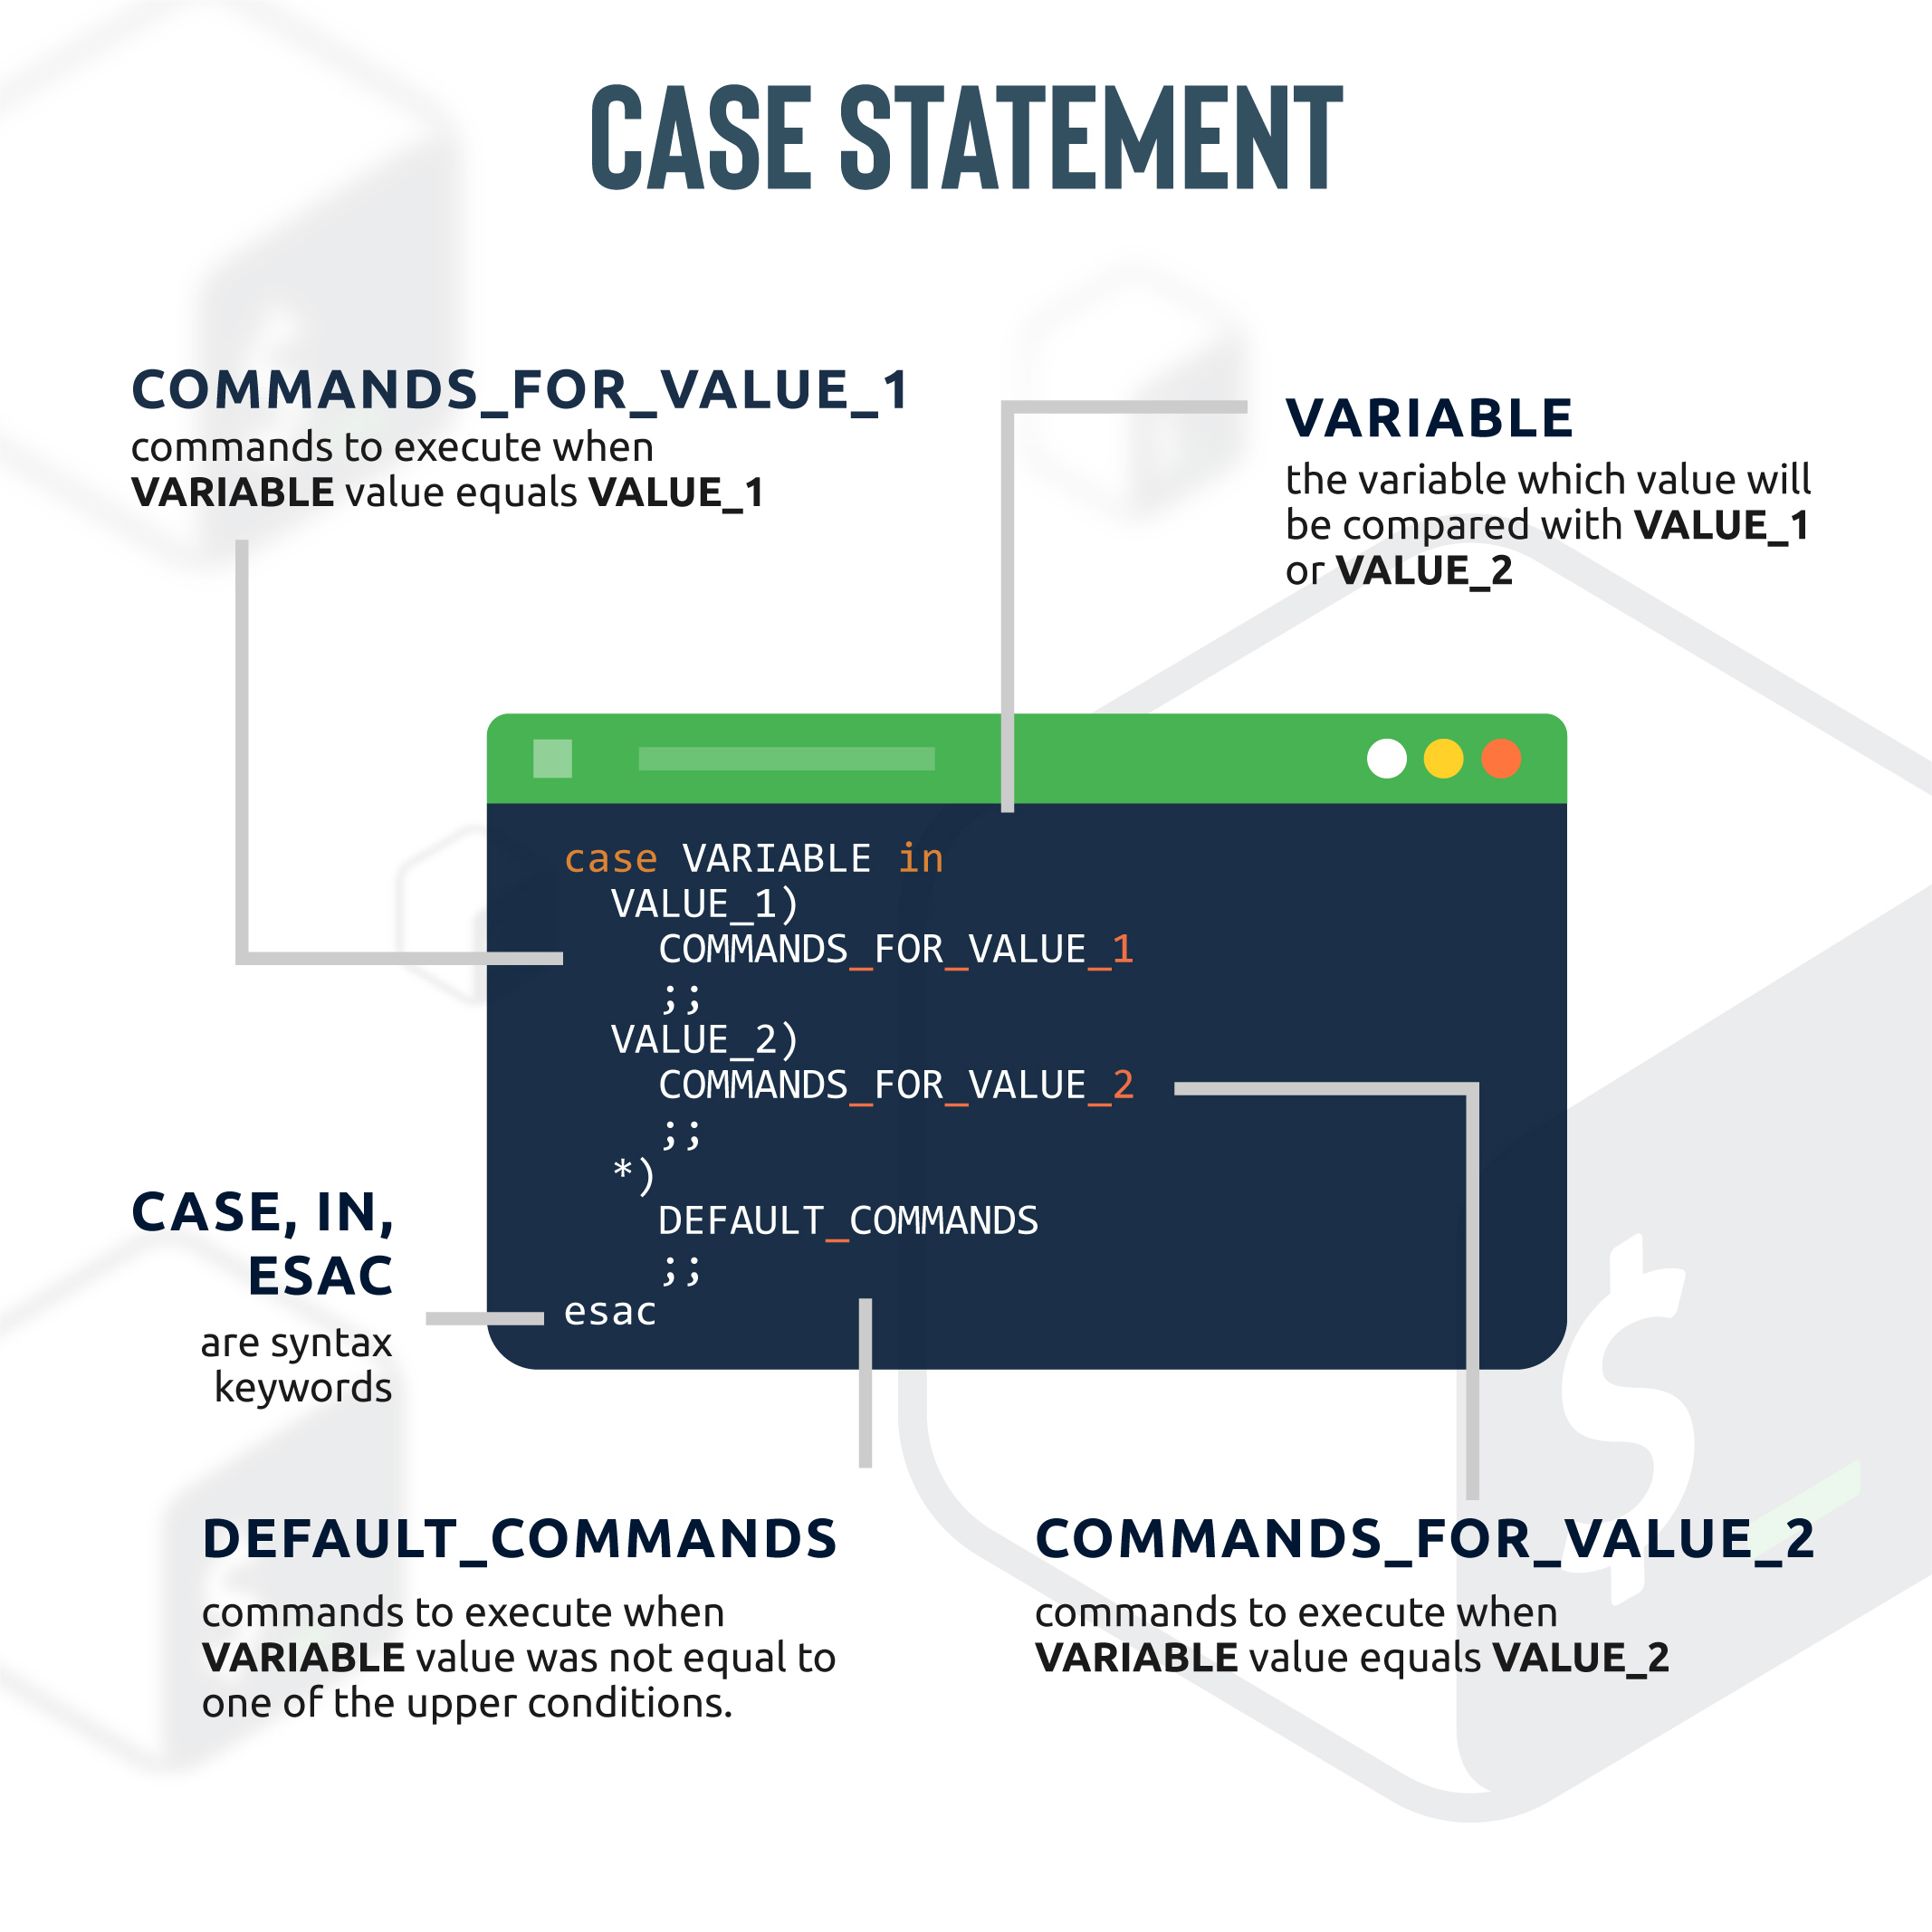 CASE STATEMENT
COMMANDS_FOR_VALUE_1
commands to execute when
VARIABLE value equals VALUE_1
VARIABLE
the variable which value will
be compared with VALUE_1
or VALUE_2
case VARIABLE in
VALUE_1)
COMMANDS_FOR_VALUE_1
;;
VALUE_2)
COMMANDS_FOR_VALUE_2
;;
*)
DEFAULT_COMMANDS
;;
esac
CASE, IN,
ESAC
are syntax
keywords
DEFAULT_COMMANDS
commands to execute when
VARIABLE value was not equal to
one of the upper conditions.
COMMANDS_FOR_VALUE_2
commands to execute when
VARIABLE value equals VALUE_2
$_